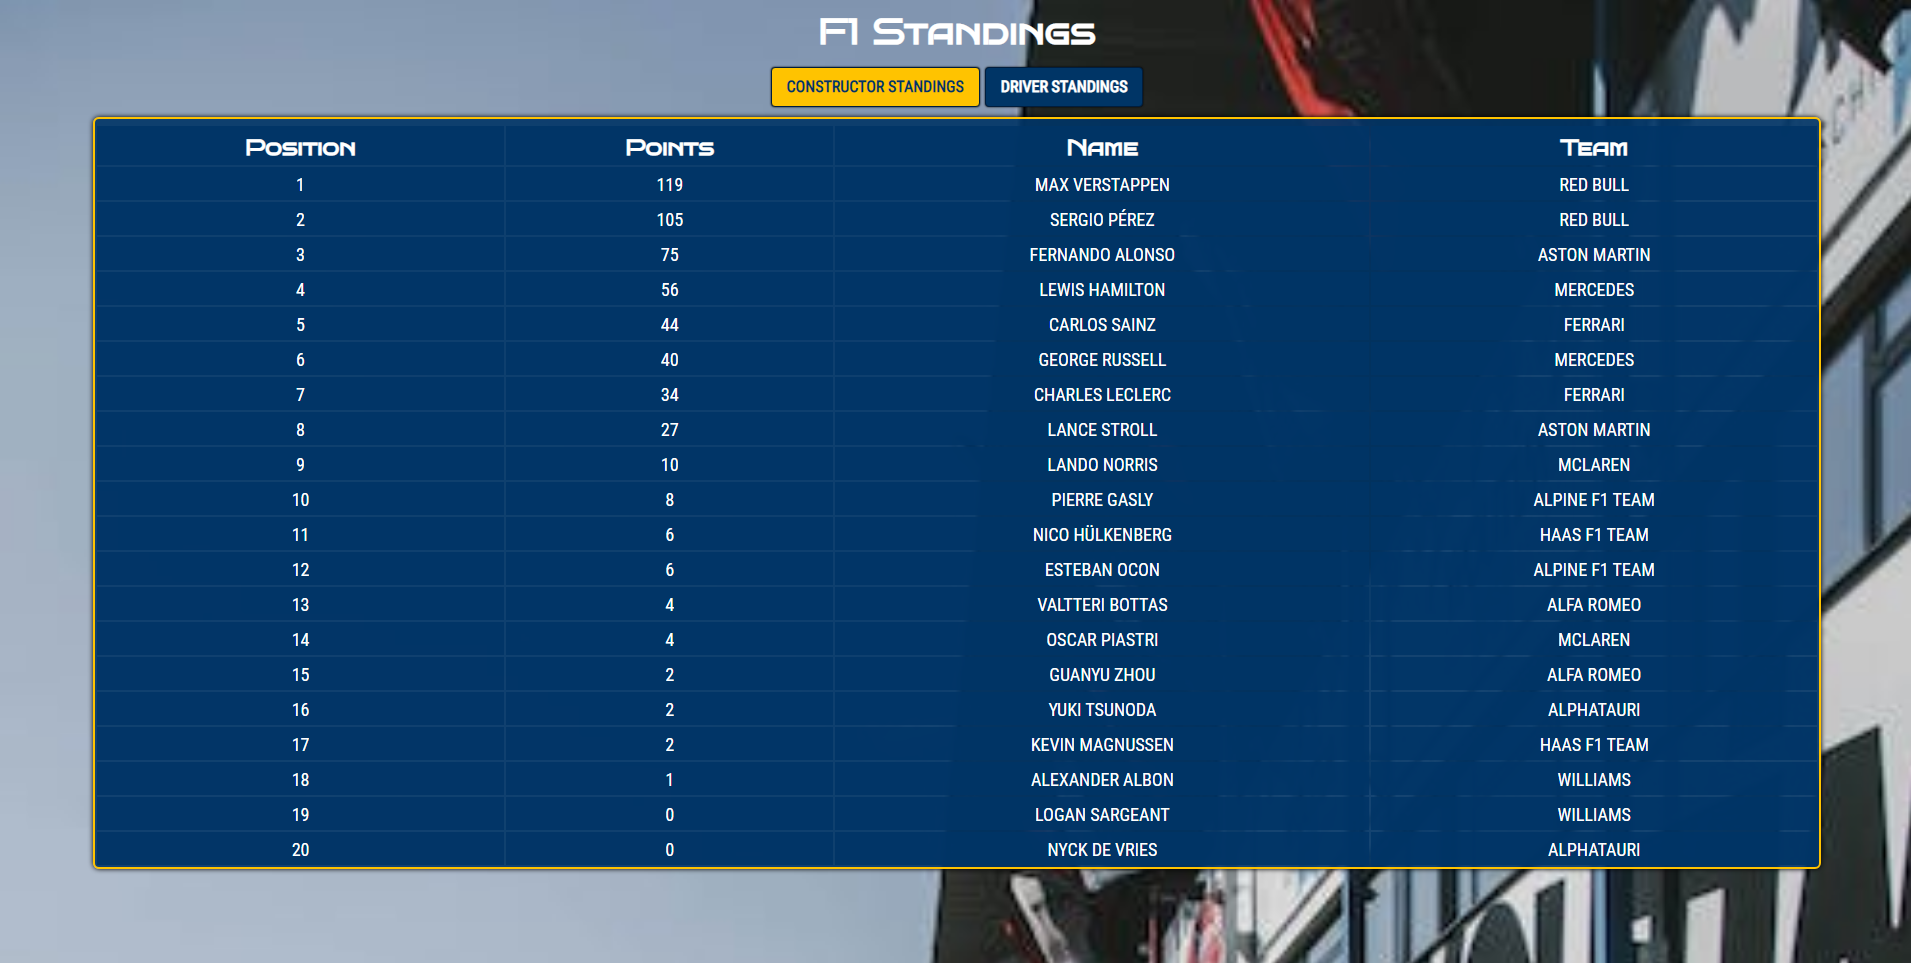 F1 Standings
CONSTRUCTOR STANDINGS DRIVER STANDINGS
Position Points Name Team
1 119 MAX VERSTAPPEN RED BULL
2 105 SERGIO PÉREZ RED BULL
3 75 FERNANDO ALONSO ASTON MARTIN
4 56 LEWIS HAMILTON MERCEDES
5 44 CARLOS SAINZ FERRARI
6 40 GEORGE RUSSELL MERCEDES
7 34 CHARLES LECLERC FERRARI
8 27 LANCE STROLL ASTON MARTIN
9 10 LANDO NORRIS MCLAREN
10 8 PIERRE GASLY ALPINE F1 TEAM
11 6 NICO HÜLKENBERG HAAS F1 TEAM
12 6 ESTEBAN OCON ALPINE F1 TEAM
13 4 VALTTERI BOTTAS ALFA ROMEO
14 4 OSCAR PIASTRI MCLAREN
15 2 GUANYU ZHOU ALFA ROMEO
16 2 YUKI TSUNODA ALPHATAURI
17 2 KEVIN MAGNUSSEN HAAS F1 TEAM
18 1 ALEXANDER ALBON WILLIAMS
19 0 LOGAN SARGEANT WILLIAMS
20 0 NYCK DE VRIES ALPHATAURI